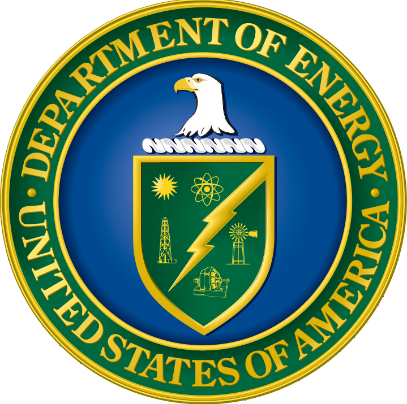 DEPARTMENT OF ENERGY
UNITED STATES OF AMERICA